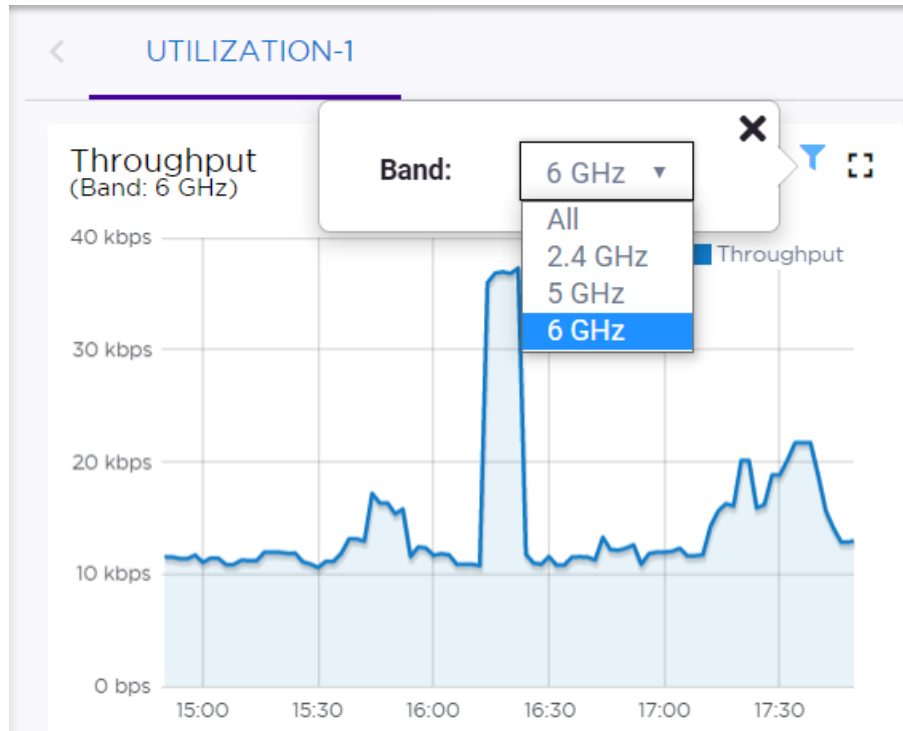 UTILIZATION-1
Throughput
(Band: 6 GHz)
Band:
6 GHz
All
2.4 GHz
5 GHz
6 GHz
Throughput
40 kbps
30 kbps
20 kbps
10 kbps
0 bps
15:00 15:30 16:00 16:30 17:00 17:30